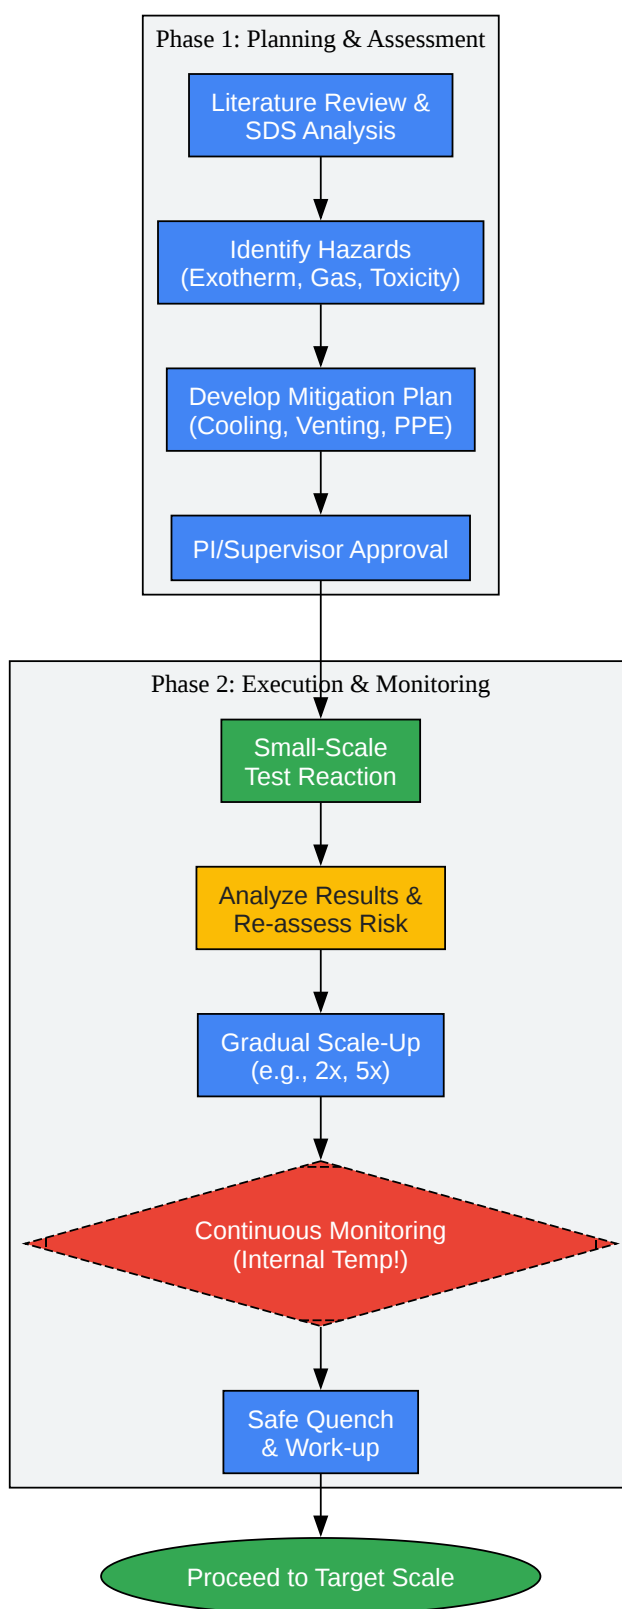 Phase 1: Planning & Assessment
Literature Review &
SDS Analysis
Identify Hazards
(Exotherm, Gas, Toxicity)
Develop Mitigation Plan
(Cooling, Venting, PPE)
PI/Supervisor Approval
Phase 2: Execution & Monitoring
Small-Scale
Test Reaction
Analyze Results &
Re-assess Risk
Gradual Scale-Up
(e.g., 2x, 5x)
Continuous Monitoring
(Internal Temp!)
Safe Quench
& Work-up
Proceed to Target Scale